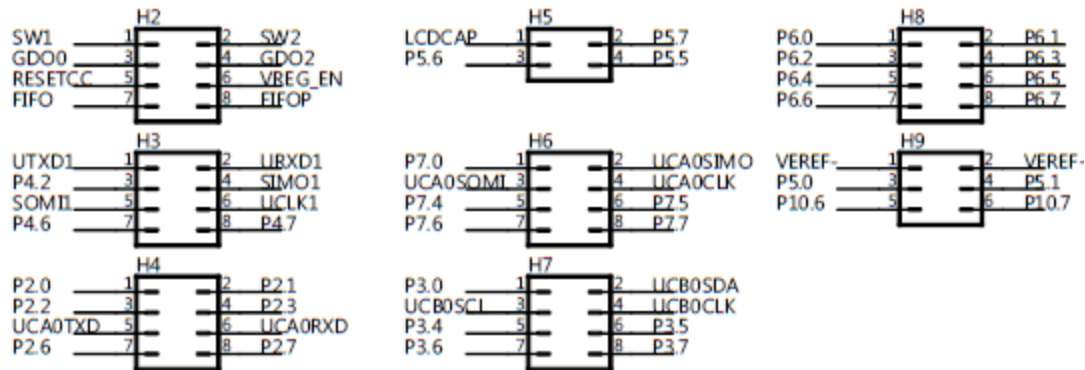 H2
SW1 1 2 SW2
GDO0 3 4 GDO2
RESETCC 5 6 VREG_EN
FIFO 7 8 FIFOP
H5
LCDCAP 1 2 P5.7
P5.6 3 4 P5.5
H8
P6.0 1 2 P6.1
P6.2 3 4 P6.3
P6.4 5 6 P6.5
P6.6 7 8 P6.7
H3
UTXD1 1 2 URXD1
P4.2 3 4 SIMO1
SOMI1 5 6 UCLK1
P4.6 7 8 P4.7
H6
P7.0 1 2 UCA0SIMO
UCA0SOMI 3 4 UCA0CLK
P7.4 5 6 P7.5
P7.6 7 8 P7.7
H9
VEREF- 1 2 VEREF-
P5.0 3 4 P5.1
P10.6 5 6 P10.7
H4
P2.0 1 2 P2.1
P2.2 3 4 P2.3
UCA0TXD 5 6 UCA0RXD
P2.6 7 8 P2.7
H7
P3.0 1 2 UCB0SDA
UCB0SCL 3 4 UCB0CLK
P3.4 5 6 P3.5
P3.6 7 8 P3.7